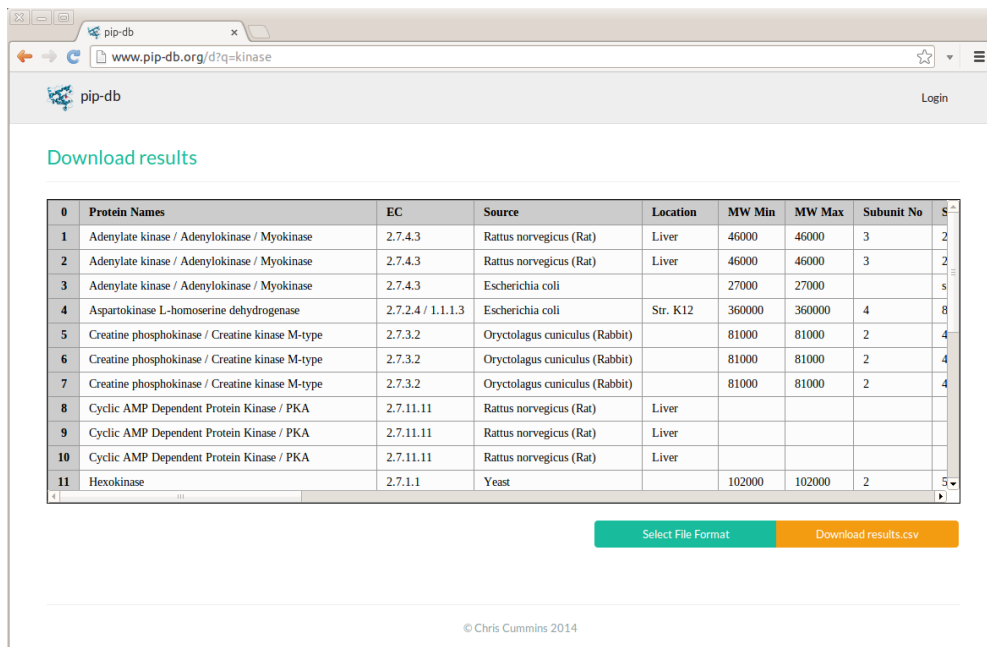 pip-db
www.pip-db.org/d?q=kinase
pip-db Login
Download results
0 Protein Names EC Source Location MW Min MW Max Subunit No S
1 Adenylate kinase / Adenylokinase / Myokinase 2.7.4.3 Rattus norvegicus (Rat) Liver 46000 46000 3 2
2 Adenylate kinase / Adenylokinase / Myokinase 2.7.4.3 Rattus norvegicus (Rat) Liver 46000 46000 3 2
3 Adenylate kinase / Adenylokinase / Myokinase 2.7.4.3 Escherichia coli 27000 27000 s
4 Aspartokinase L-homoserine dehydrogenase 2.7.2.4 / 1.1.1.3 Escherichia coli Str. K12 360000 360000 4 8
5 Creatine phosphokinase / Creatine kinase M-type 2.7.3.2 Oryctolagus cuniculus (Rabbit) 81000 81000 2 4
6 Creatine phosphokinase / Creatine kinase M-type 2.7.3.2 Oryctolagus cuniculus (Rabbit) 81000 81000 2 4
7 Creatine phosphokinase / Creatine kinase M-type 2.7.3.2 Oryctolagus cuniculus (Rabbit) 81000 81000 2 4
8 Cyclic AMP Dependent Protein Kinase / PKA 2.7.11.11 Rattus norvegicus (Rat) Liver
9 Cyclic AMP Dependent Protein Kinase / PKA 2.7.11.11 Rattus norvegicus (Rat) Liver
10 Cyclic AMP Dependent Protein Kinase / PKA 2.7.11.11 Rattus norvegicus (Rat) Liver
11 Hexokinase 2.7.1.1 Yeast 102000 102000 2 5
Select File Format Download results.csv
© Chris Cummins 2014